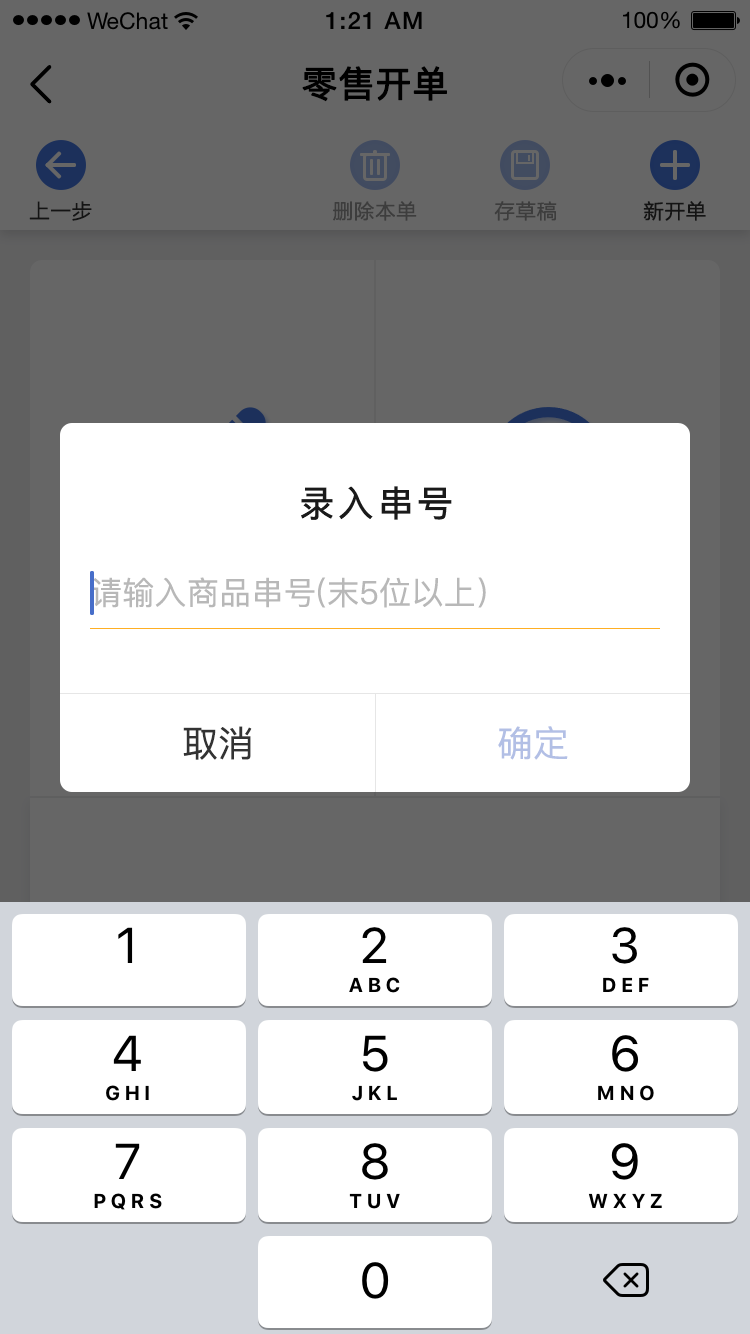 WeChat 1:21 AM 100%
零售开单
上一步 删除本单 存草稿 新开单
录入串号
请输入商品串号(末5位以上)
取消 确定
1 2 3
ABC DEF
4 5 6
GHI JKL MNO
7 8 9
PQRS TUV WXYZ
0